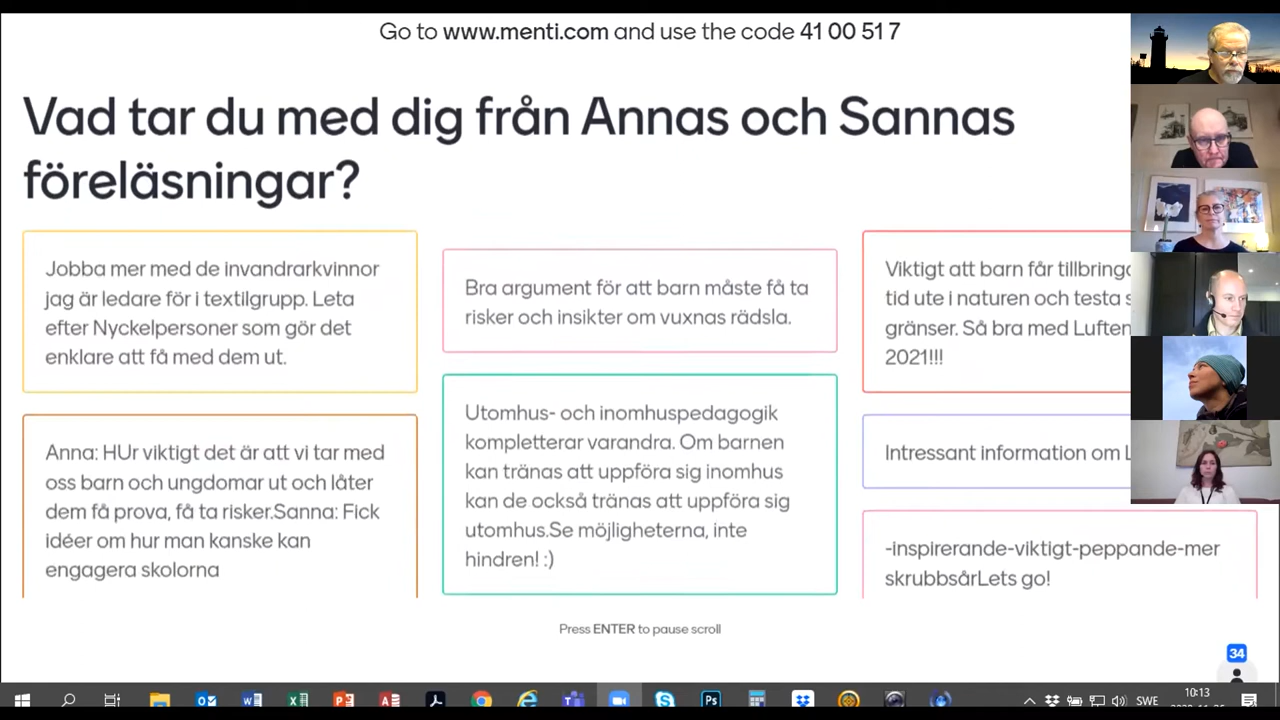 Go to www.menti.com and use the code 41 00 51 7
Vad tar du med dig från Annas och Sannas
föreläsningar?
Jobba mer med de invandrarkvinnor
jag är ledare för i textilgrupp. Leta
efter Nyckelpersoner som gör det
enklare att få med dem ut.
Anna: HUr viktigt det är att vi tar med
oss barn och ungdomar ut och låter
dem få prova, få ta risker.Sanna: Fick
idéer om hur man kanske kan
engagera skolorna
Bra argument för att barn måste få ta
risker och insikter om vuxnas rädsla.
Utomhus- och inomhuspedagogik
kompletterar varandra. Om barnen
kan tränas att uppföra sig inomhus
kan de också tränas att uppföra sig
utomhus.Se möjligheterna, inte
hindren! :)
Viktigt att barn får
tid ute i naturen och testa
gränser. Så bra med Luften
2021!!!
Intressant information om
-inspirerande-viktigt-peppande-mer
skrubbsårLets go!
Press ENTER to pause scroll
34
SWE
10:13